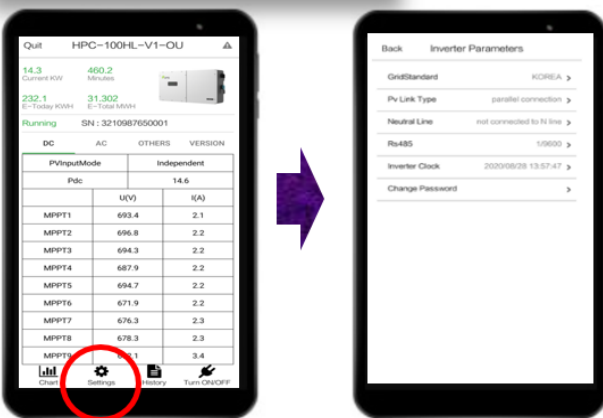 Quit HPC-100HL-V1-OU
14.3 460.2
Current KW Minutes
232.1 31.302
E-Today KWH E-Total MWH
Running SN : 3210987650001
DC AC OTHERS VERSION
PVInputMode Independent
Pdc 14.6
U(V) I(A)
MPPT1 693.4 2.1
MPPT2 696.8 2.2
MPPT3 694.3 2.2
MPPT4 687.9 2.2
MPPT5 694.7 2.2
MPPT6 671.9 2.2
MPPT7 676.3 2.3
MPPT8 678.3 2.3
MPPT9 3.4
Chart Settings History Turn ON/OFF
Back Inverter Parameters
GridStandard KOREA >
Pv Link Type parallel connection >
Neutral Line not connected to N line >
Rs485 1/9600 >
Inverter Clock 2020/08/28 13:57:47 >
Change Password >